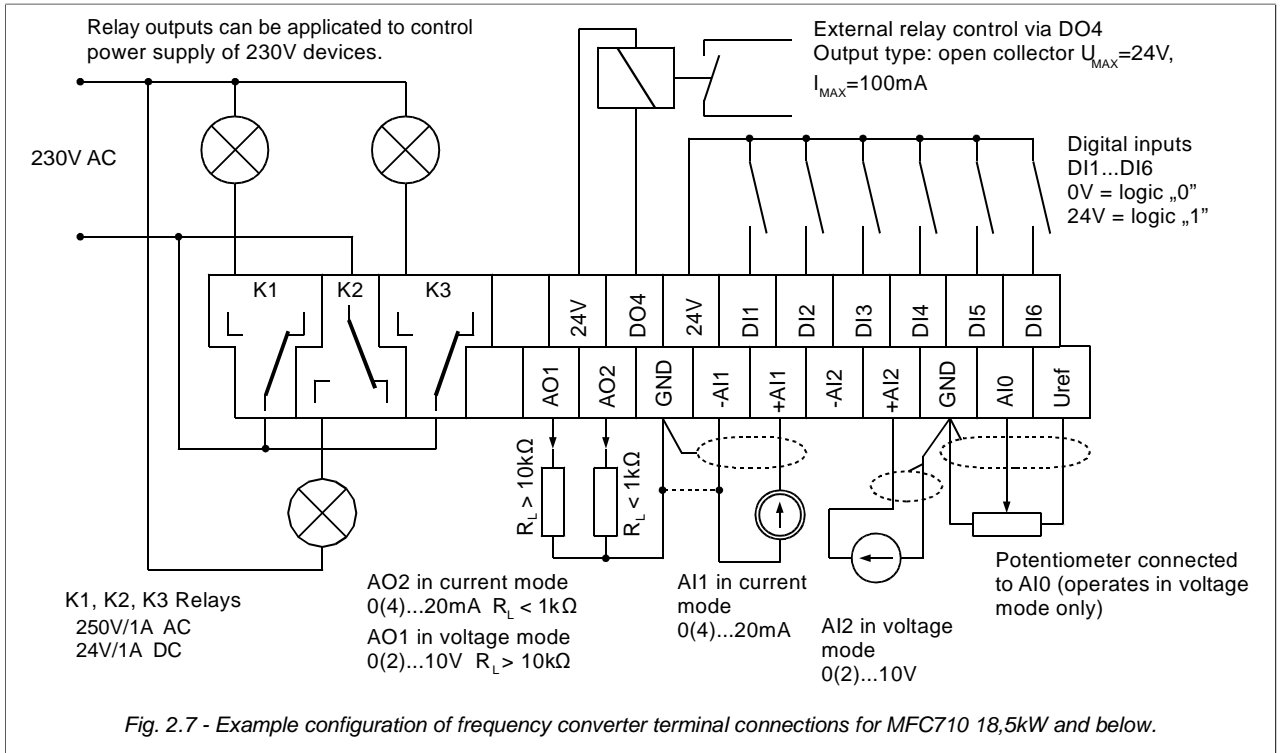 Relay outputs can be applicated to control
power supply of 230V devices.
External relay control via DO4
Output type: open collector U_MAX=24V,
I_MAX=100mA
230V AC
Digital inputs
DI1...DI6
0V = logic „0”
24V = logic „1”
K1 K2 K3 24V DO4 24V DI1 DI2 DI3 DI4 DI5 DI6
AO1 AO2 GND -AI1 +AI1 -AI2 +AI2 GND AI0 Uref
R_L > 10kΩ
R_L < 1kΩ
K1, K2, K3 Relays
250V/1A AC
24V/1A DC
AO2 in current mode
0(4)...20mA R_L < 1kΩ
AO1 in voltage mode
0(2)...10V R_L > 10kΩ
AI1 in current
mode
0(4)...20mA
AI2 in voltage
mode
0(2)...10V
Potentiometer connected
to AI0 (operates in voltage
mode only)
Fig. 2.7 - Example configuration of frequency converter terminal connections for MFC710 18,5kW and below.